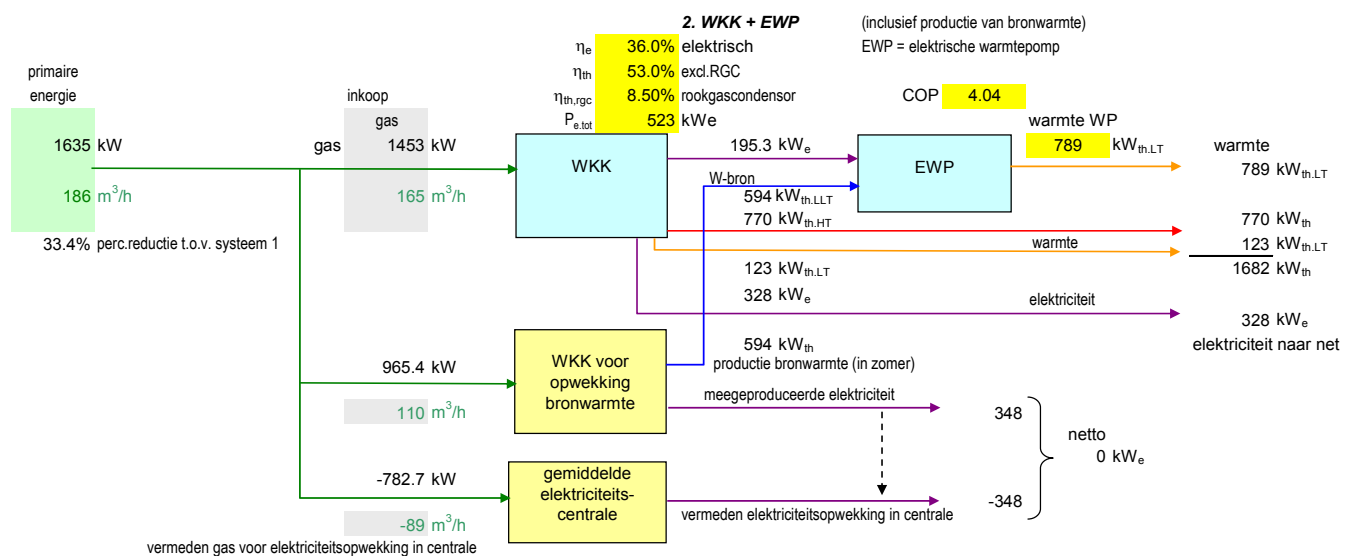 2. WKK + EWP (inclusief productie van bronwarmte)
ηe 36.0% elektrisch EWP = elektrische warmtepomp
primaire ηth 53.0% excl.RGC
energie inkoop ηth,rgc 8.50% rookgascondensor COP 4.04
gas Pe.tot 523 kWe warmte WP
1635 kW gas 1453 kW WKK 195.3 kWe EWP 789 kWth.LT warmte
W-bron 789 kWth.LT
186 m³/h 165 m³/h 594 kWth.LLT
770 kWth.HT 770 kWth
33.4% perc.reductie t.o.v. systeem 1 warmte 123 kWth.LT
123 kWth.LT 1682 kWth
328 kWe elektriciteit
328 kWe
594 kWth elektriciteit naar net
965.4 kW WKK voor productie bronwarmte (in zomer)
opwekking
bronwarmte meegeproduceerde elektriciteit
110 m³/h 348
netto
0 kWe
-782.7 kW gemiddelde
elektriciteits-
centrale -348
-89 m³/h vermeden elektriciteitsopwekking in centrale
vermeden gas voor elektriciteitsopwekking in centrale